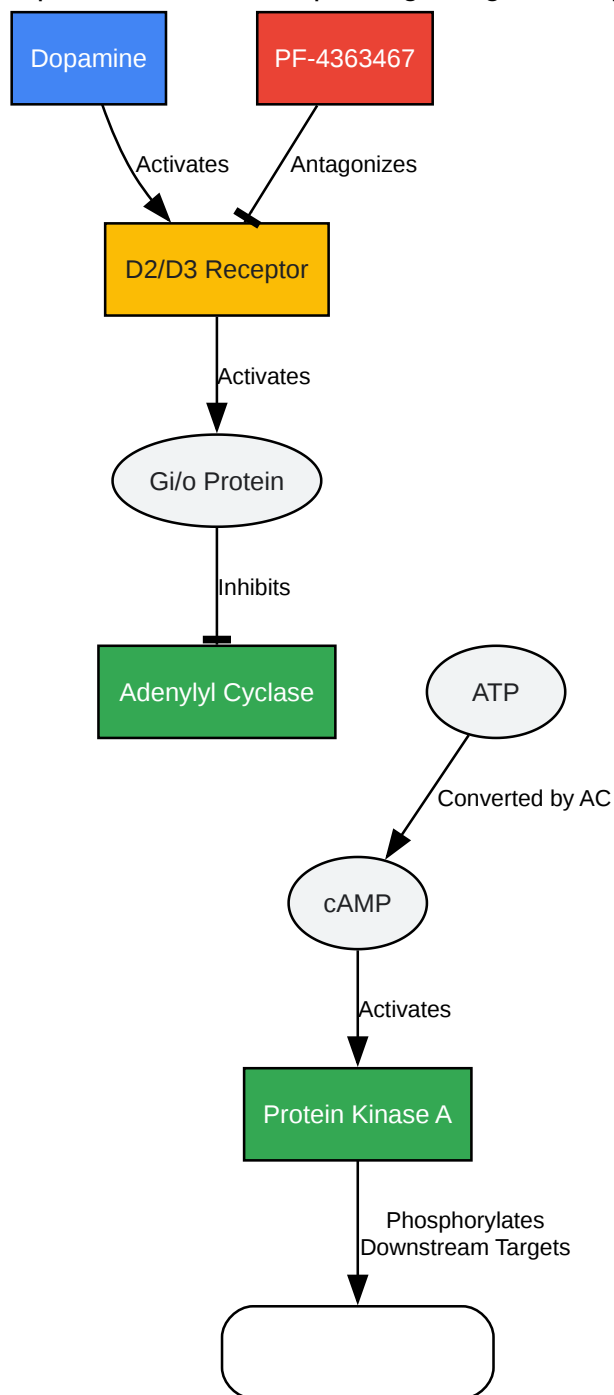 Dopamine
PF-4363467
Activates
Antagonizes
D2/D3 Receptor
Activates
Gi/o Protein
Inhibits
Adenylyl Cyclase
ATP
Converted by AC
cAMP
Activates
Protein Kinase A
Phosphorylates
Downstream Targets